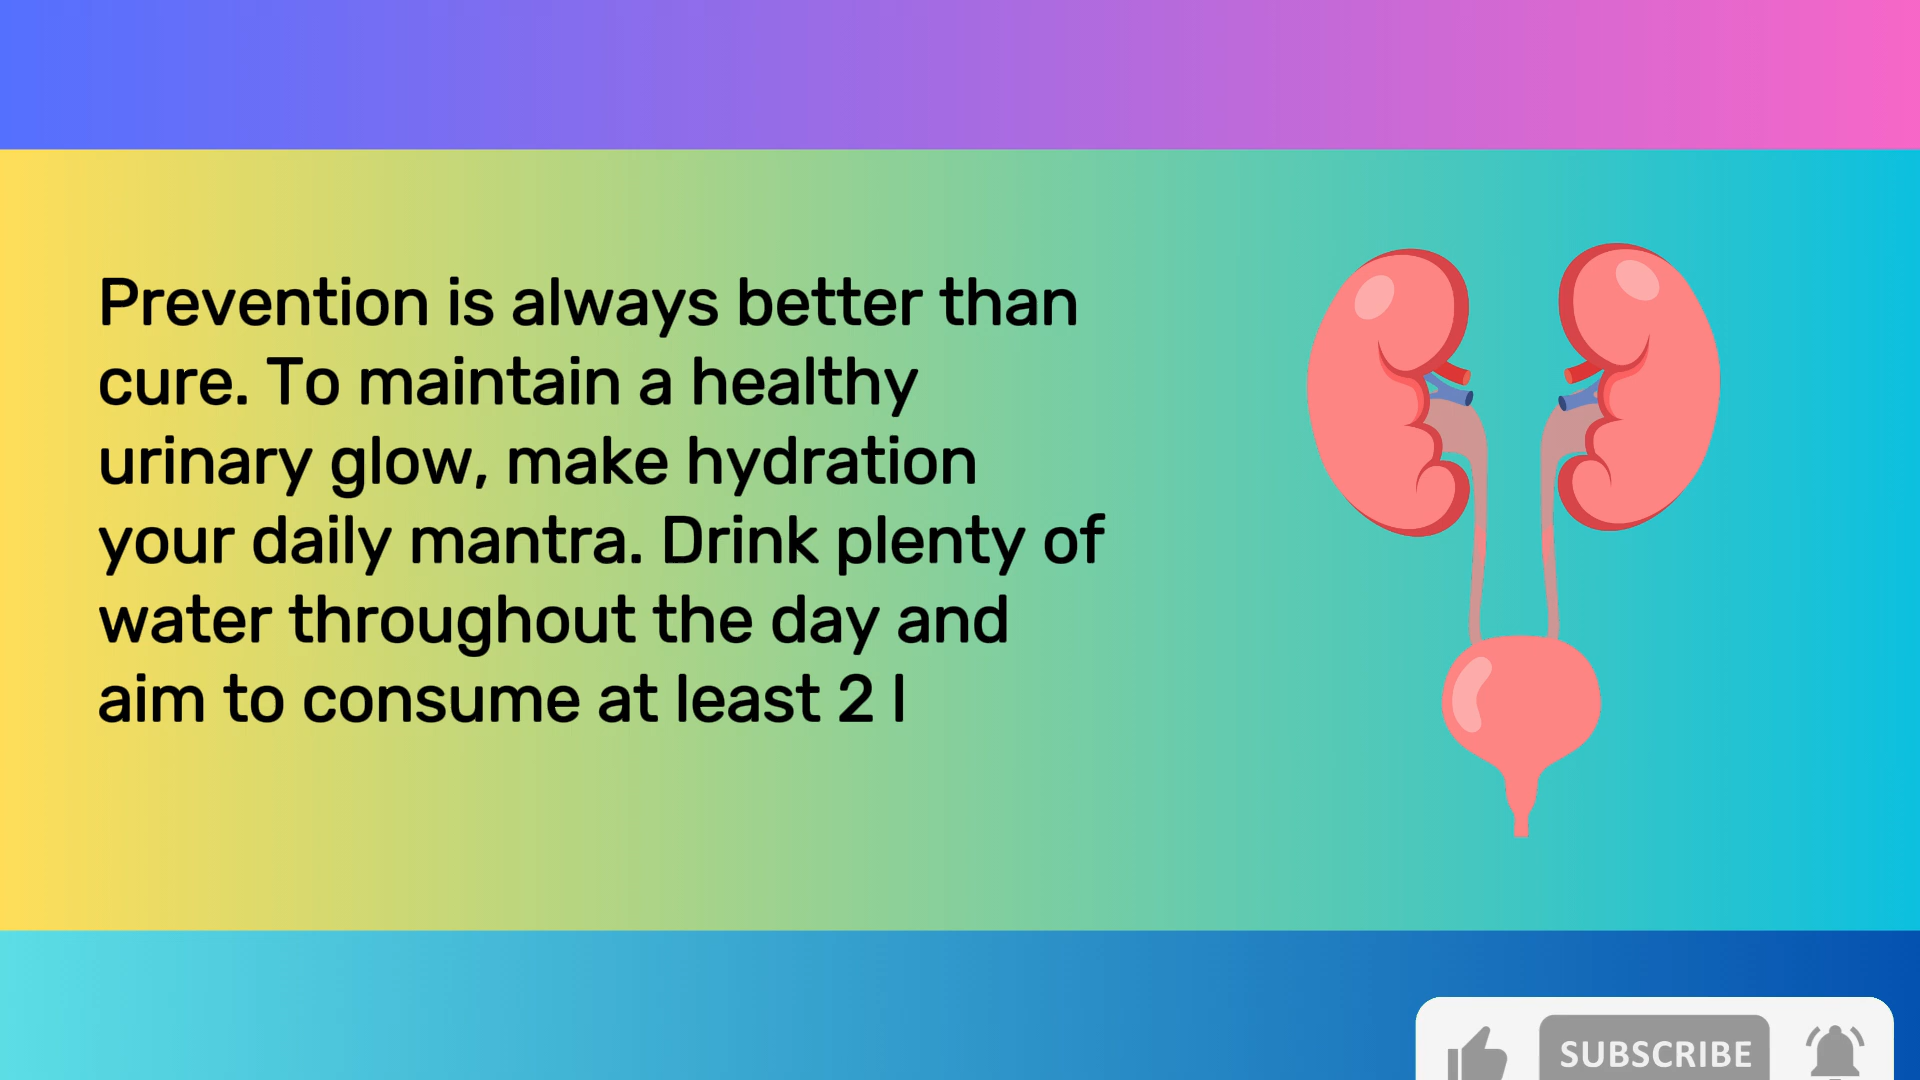 Prevention is always better than
cure. To maintain a healthy
urinary glow, make hydration
your daily mantra. Drink plenty of
water throughout the day and
aim to consume at least 2 l
SUBSCRIBE